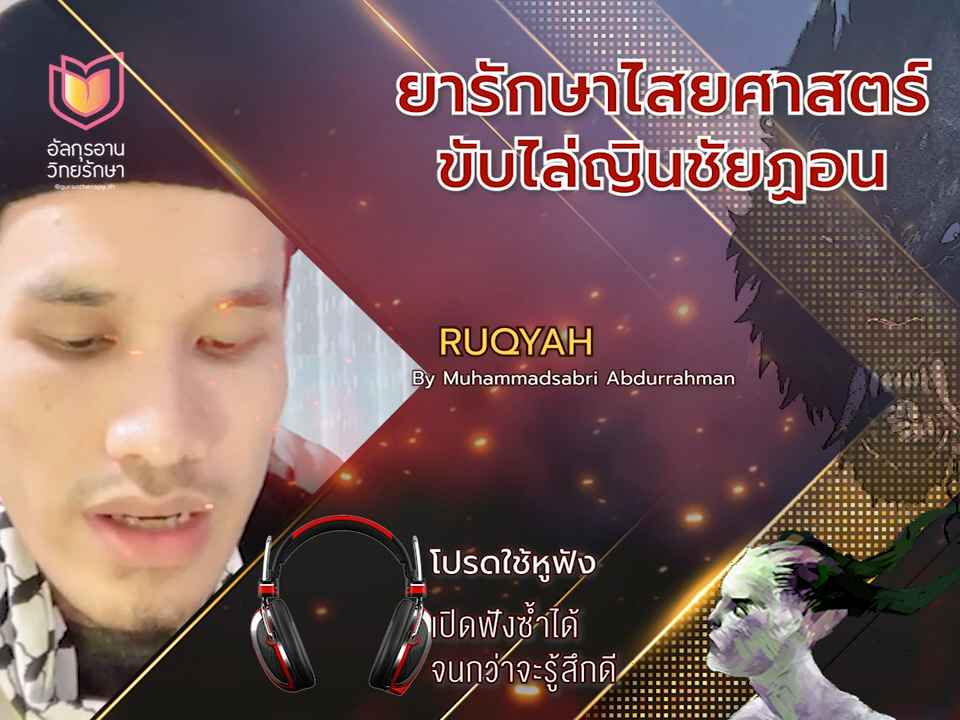 อัลกุรอาน
วิทยรักษา
@qurantherapy.th
ยารักษาไสยศาสตร์
ขับไล่ญินชัยฏอน
RUQYAH
By Muhammadsabri Abdurrahman
โปรดใช้หูฟัง
เปิดฟังซ้ำได้
จนกว่าจะรู้สึกดี